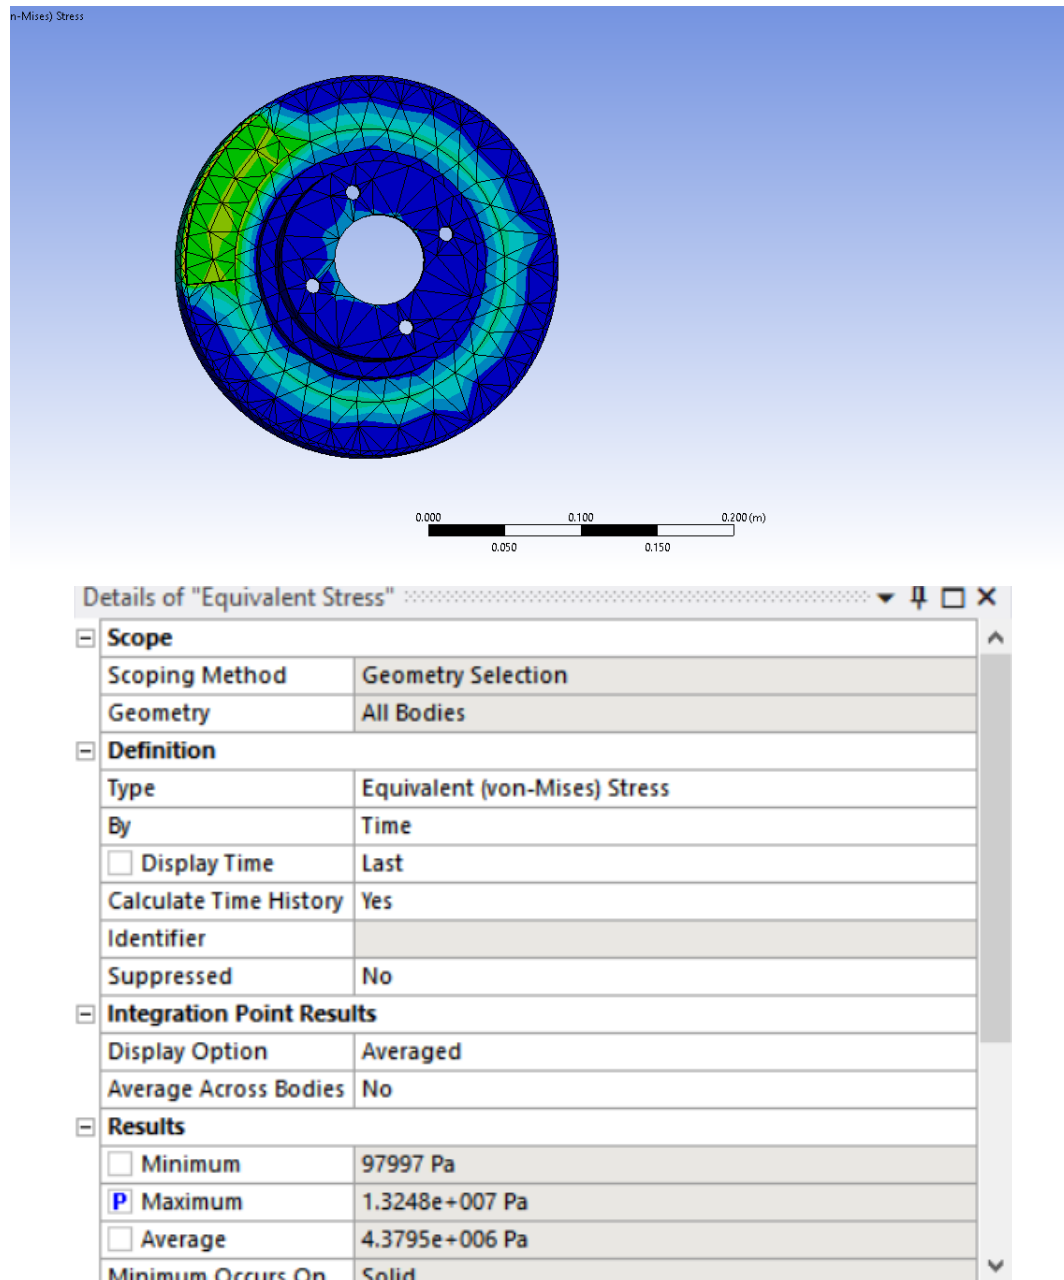 n-Mises) Stress
0.000 0.100 0.200 (m)
0.050 0.150
Details of "Equivalent Stress"
Scope
Scoping Method Geometry Selection
Geometry All Bodies
Definition
Type Equivalent (von-Mises) Stress
By Time
Display Time Last
Calculate Time History Yes
Identifier
Suppressed No
Integration Point Results
Display Option Averaged
Average Across Bodies No
Results
Minimum 97997 Pa
P Maximum 1.3248e+007 Pa
Average 4.3795e+006 Pa
Minimum Occurs On Solid